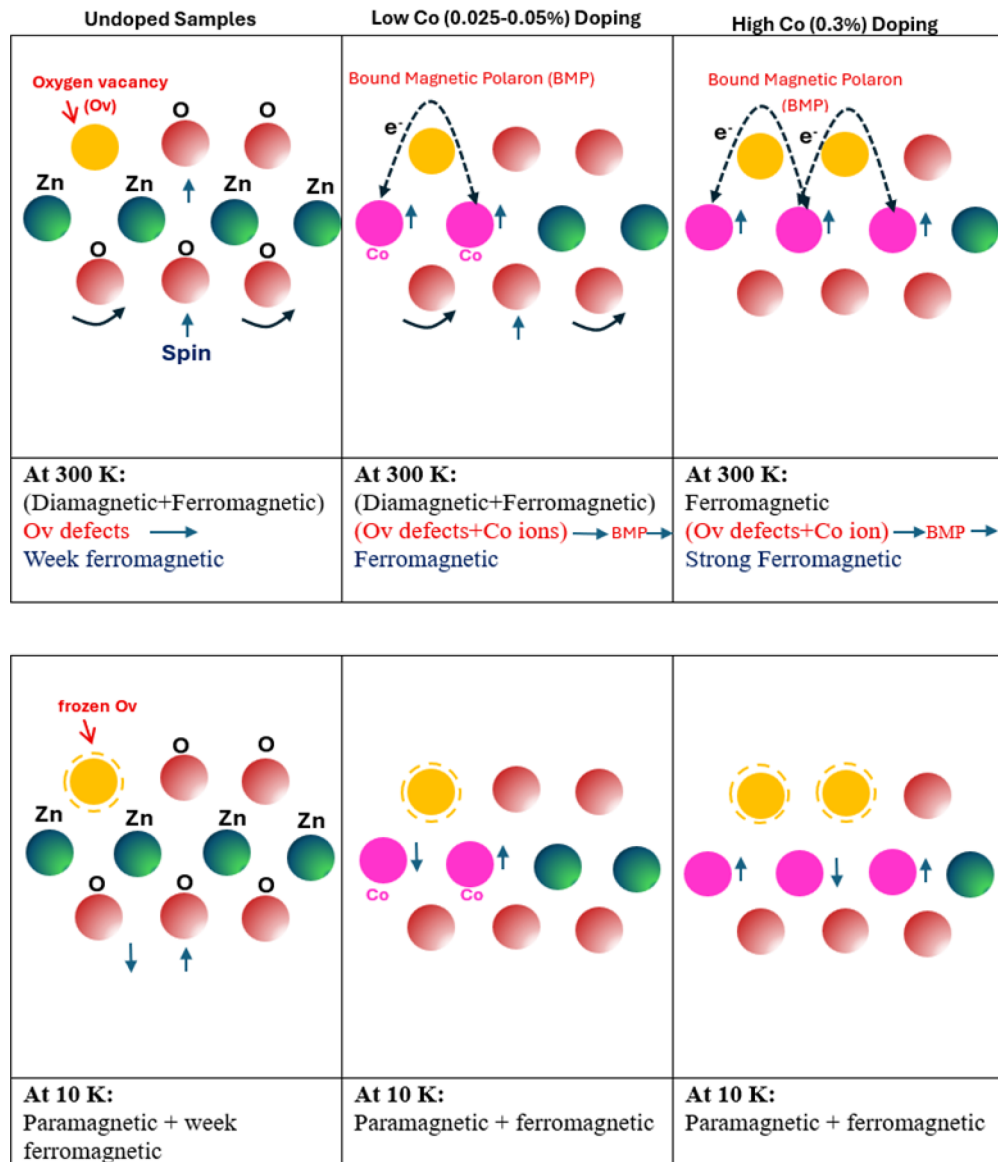 Undoped Samples
Low Co (0.025-0.05%) Doping
High Co (0.3%) Doping
Oxygen vacancy
(Ov)
O
O
Zn
Zn
Zn
Zn
O
O
O
Spin
Bound Magnetic Polaron (BMP)
e-
Co
Co
Bound Magnetic Polaron
(BMP)
e-
e-
At 300 K:
(Diamagnetic+Ferromagnetic)
Ov defects
Week ferromagnetic
At 300 K:
(Diamagnetic+Ferromagnetic)
(Ov defects+Co ions) BMP
Ferromagnetic
At 300 K:
Ferromagnetic
(Ov defects+Co ion) BMP
Strong Ferromagnetic
frozen Ov
O
O
Zn
Zn
Zn
Zn
O
O
O
Co
Co
At 10 K:
Paramagnetic + week
ferromagnetic
At 10 K:
Paramagnetic + ferromagnetic
At 10 K:
Paramagnetic + ferromagnetic